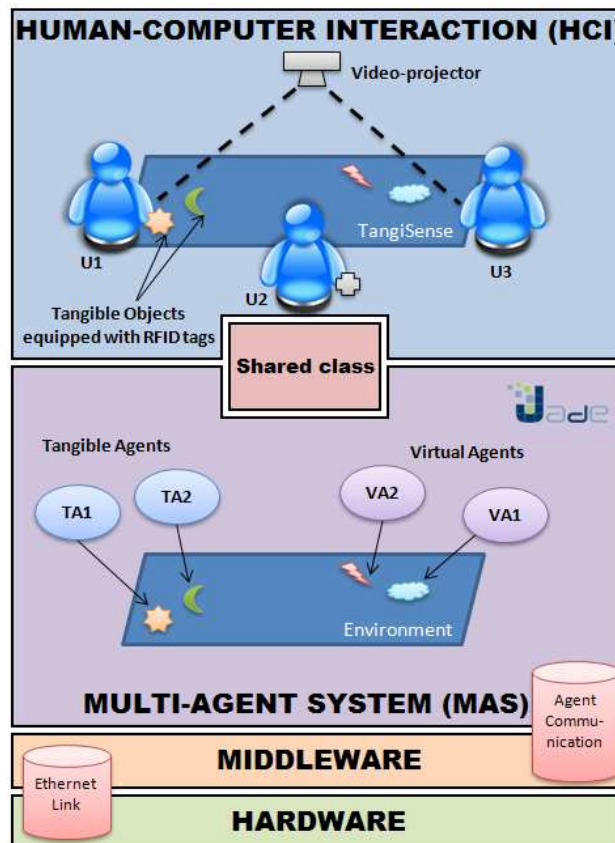 HUMAN-COMPUTER INTERACTION (HCI)
Video-projector
TangiSense
U1
U2
U3
Tangible Objects
equipped with RFID tags
Shared class
Jade
Tangible Agents
Virtual Agents
TA1
TA2
VA2
VA1
Environment
MULTI-AGENT SYSTEM (MAS)
Agent
Commu-
nication
MIDDLEWARE
Ethernet
Link
HARDWARE